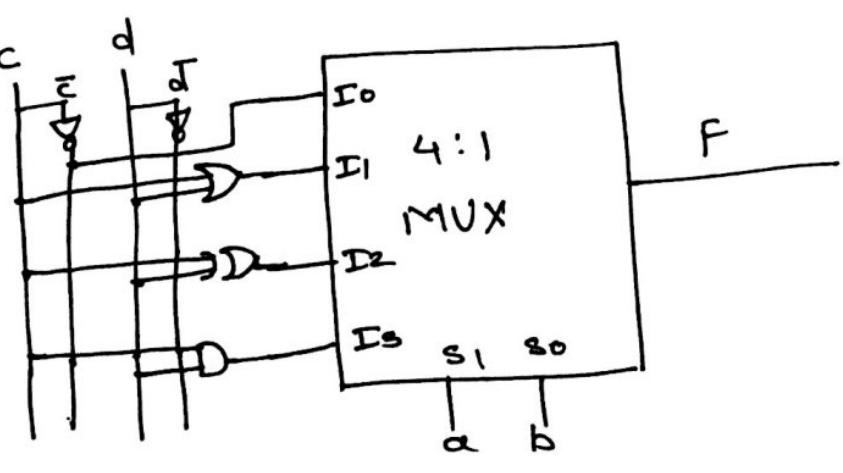 c d
c̄ d̄
I0
4:1
F
I1
MUX
I2
I3
S1 S0
a b